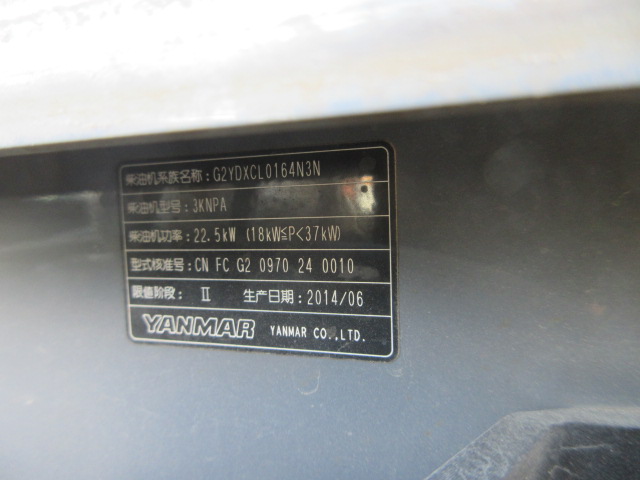 柴油机系族名称:G2YDXCL0164N3N
柴油机型号:3KNPA
柴油机功率:22.5kW (18kW≦P<37kW)
型式核准号:CN FC G2 0970 24 0010
限值阶段: Ⅱ 生产日期:2014/06
YANMAR YANMAR CO.,LTD.